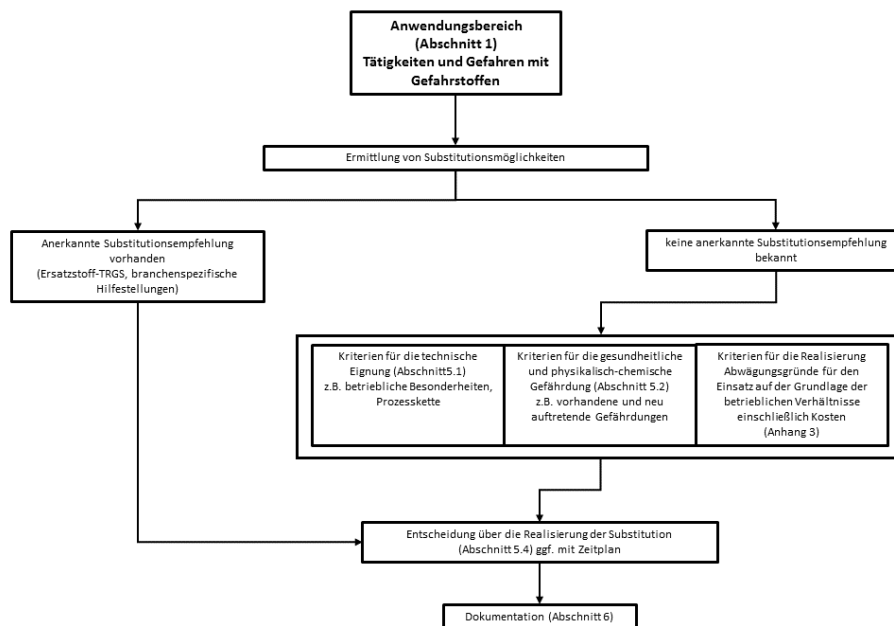 Anwendungsbereich
(Abschnitt 1)
Tätigkeiten und Gefahren mit
Gefahrstoffen
Ermittlung von Substitutionsmöglichkeiten
Anerkannte Substitutionsempfehlung
vorhanden
(Ersatzstoff-TRGS, branchenspezifische
Hilfestellungen)
keine anerkannte Substitutionsempfehlung
bekannt
Kriterien für die technische
Eignung (Abschnitt5.1)
z.B. betriebliche Besonderheiten,
Prozesskette
Kriterien für die gesundheitliche
und physikalisch-chemische
Gefährdung (Abschnitt 5.2)
z.B. vorhandene und neu
auftretende Gefährdungen
Kriterien für die Realisierung
Abwägungsgründe für den
Einsatz auf der Grundlage der
betrieblichen Verhältnisse
einschließlich Kosten
(Anhang 3)
Entscheidung über die Realisierung der Substitution
(Abschnitt 5.4) ggf. mit Zeitplan
Dokumentation (Abschnitt 6)